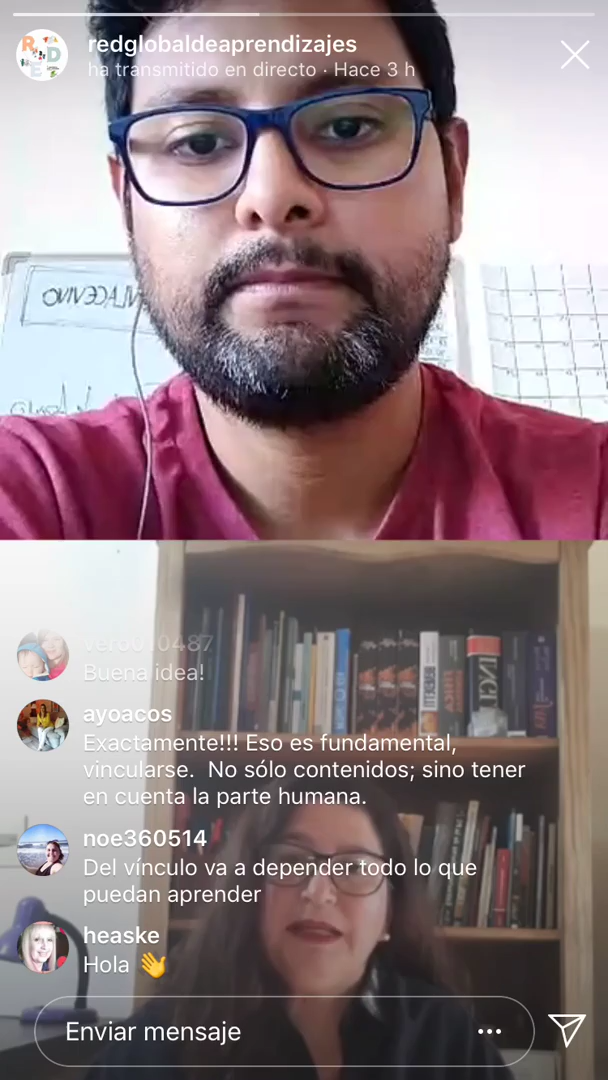 redglobaldeaprendizajes
ha transmitido en directo · Hace 3 h
Buena idea!
ayoacos
Exactamente!!! Eso es fundamental,
vincularse. No sólo contenidos; sino tener
en cuenta la parte humana.
noe360514
Del vínculo va a depender todo lo que
puedan aprender
heaske
Hola 👋
Enviar mensaje